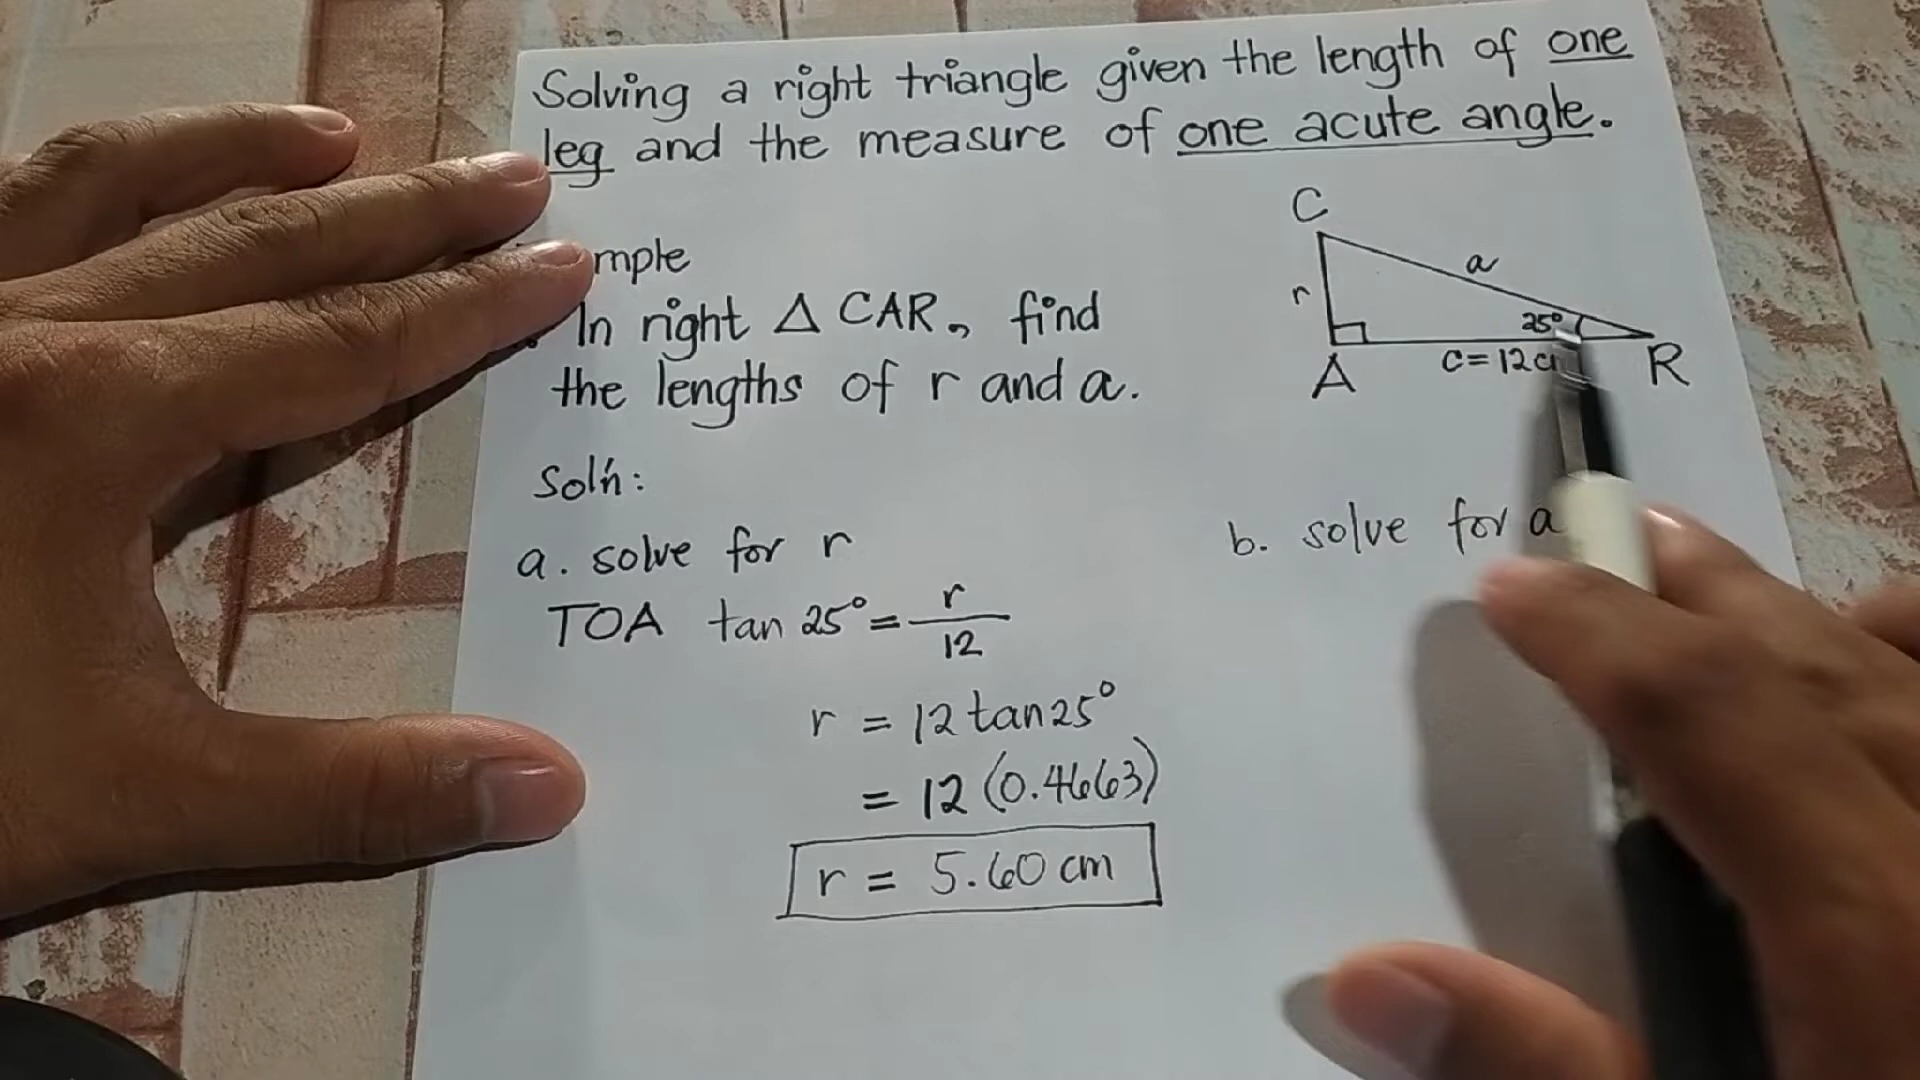 Solving a right triangle given the length of one
leg and the measure of one acute angle.
mple
In right △ CAR, find
the lengths of r and a.
C
a
r
25°
A
c=12c
R
Sol'n:
a. solve for r
TOA tan 25° = r/12
r = 12 tan25°
= 12 (0.4663)
r = 5.60 cm
b. solve for a